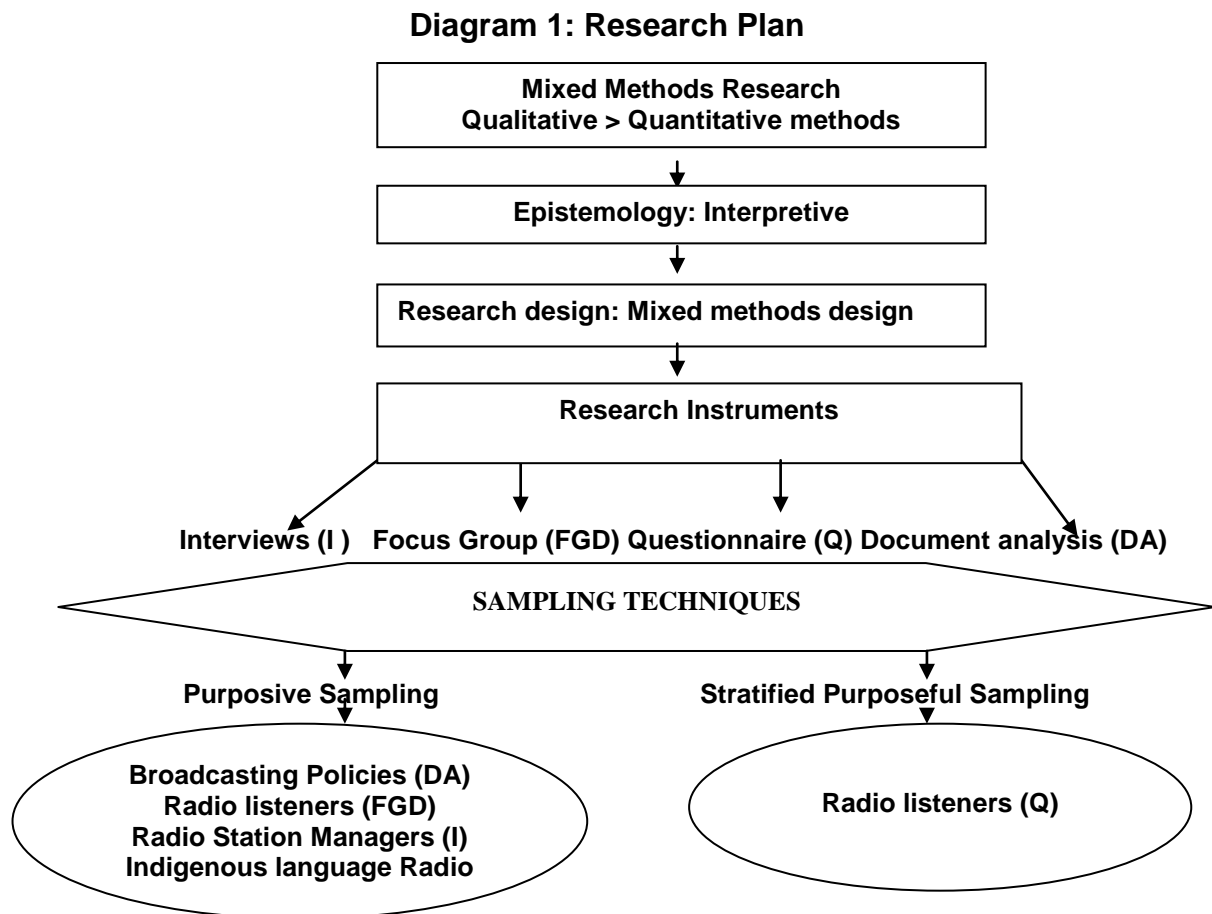 Diagram 1: Research Plan
Mixed Methods Research
Qualitative > Quantitative methods
Epistemology: Interpretive
Research design: Mixed methods design
Research Instruments
Interviews (I ) Focus Group (FGD) Questionnaire (Q) Document analysis (DA)
SAMPLING TECHNIQUES
Purposive Sampling
Stratified Purposeful Sampling
Broadcasting Policies (DA)
Radio listeners (FGD)
Radio Station Managers (I)
Indigenous language Radio
Radio listeners (Q)